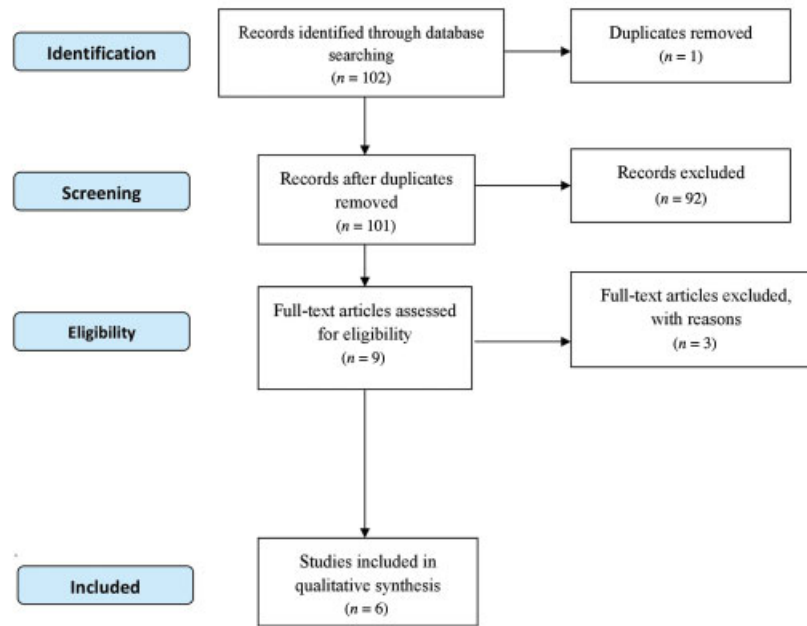 Identification
Records identified through database
searching
(n = 102)
Duplicates removed
(n = 1)
Screening
Records after duplicates
removed
(n = 101)
Records excluded
(n = 92)
Eligibility
Full-text articles assessed
for eligibility
(n = 9)
Full-text articles excluded,
with reasons
(n = 3)
Included
Studies included in
qualitative synthesis
(n = 6)